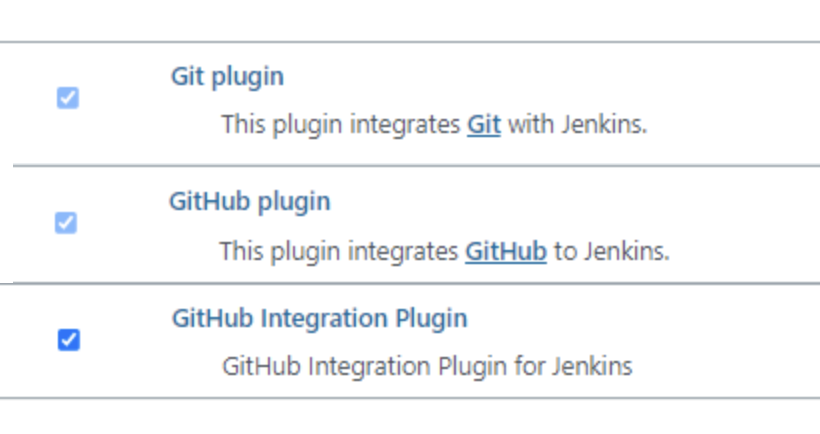 Git plugin
This plugin integrates Git with Jenkins.
GitHub plugin
This plugin integrates GitHub to Jenkins.
GitHub Integration Plugin
GitHub Integration Plugin for Jenkins